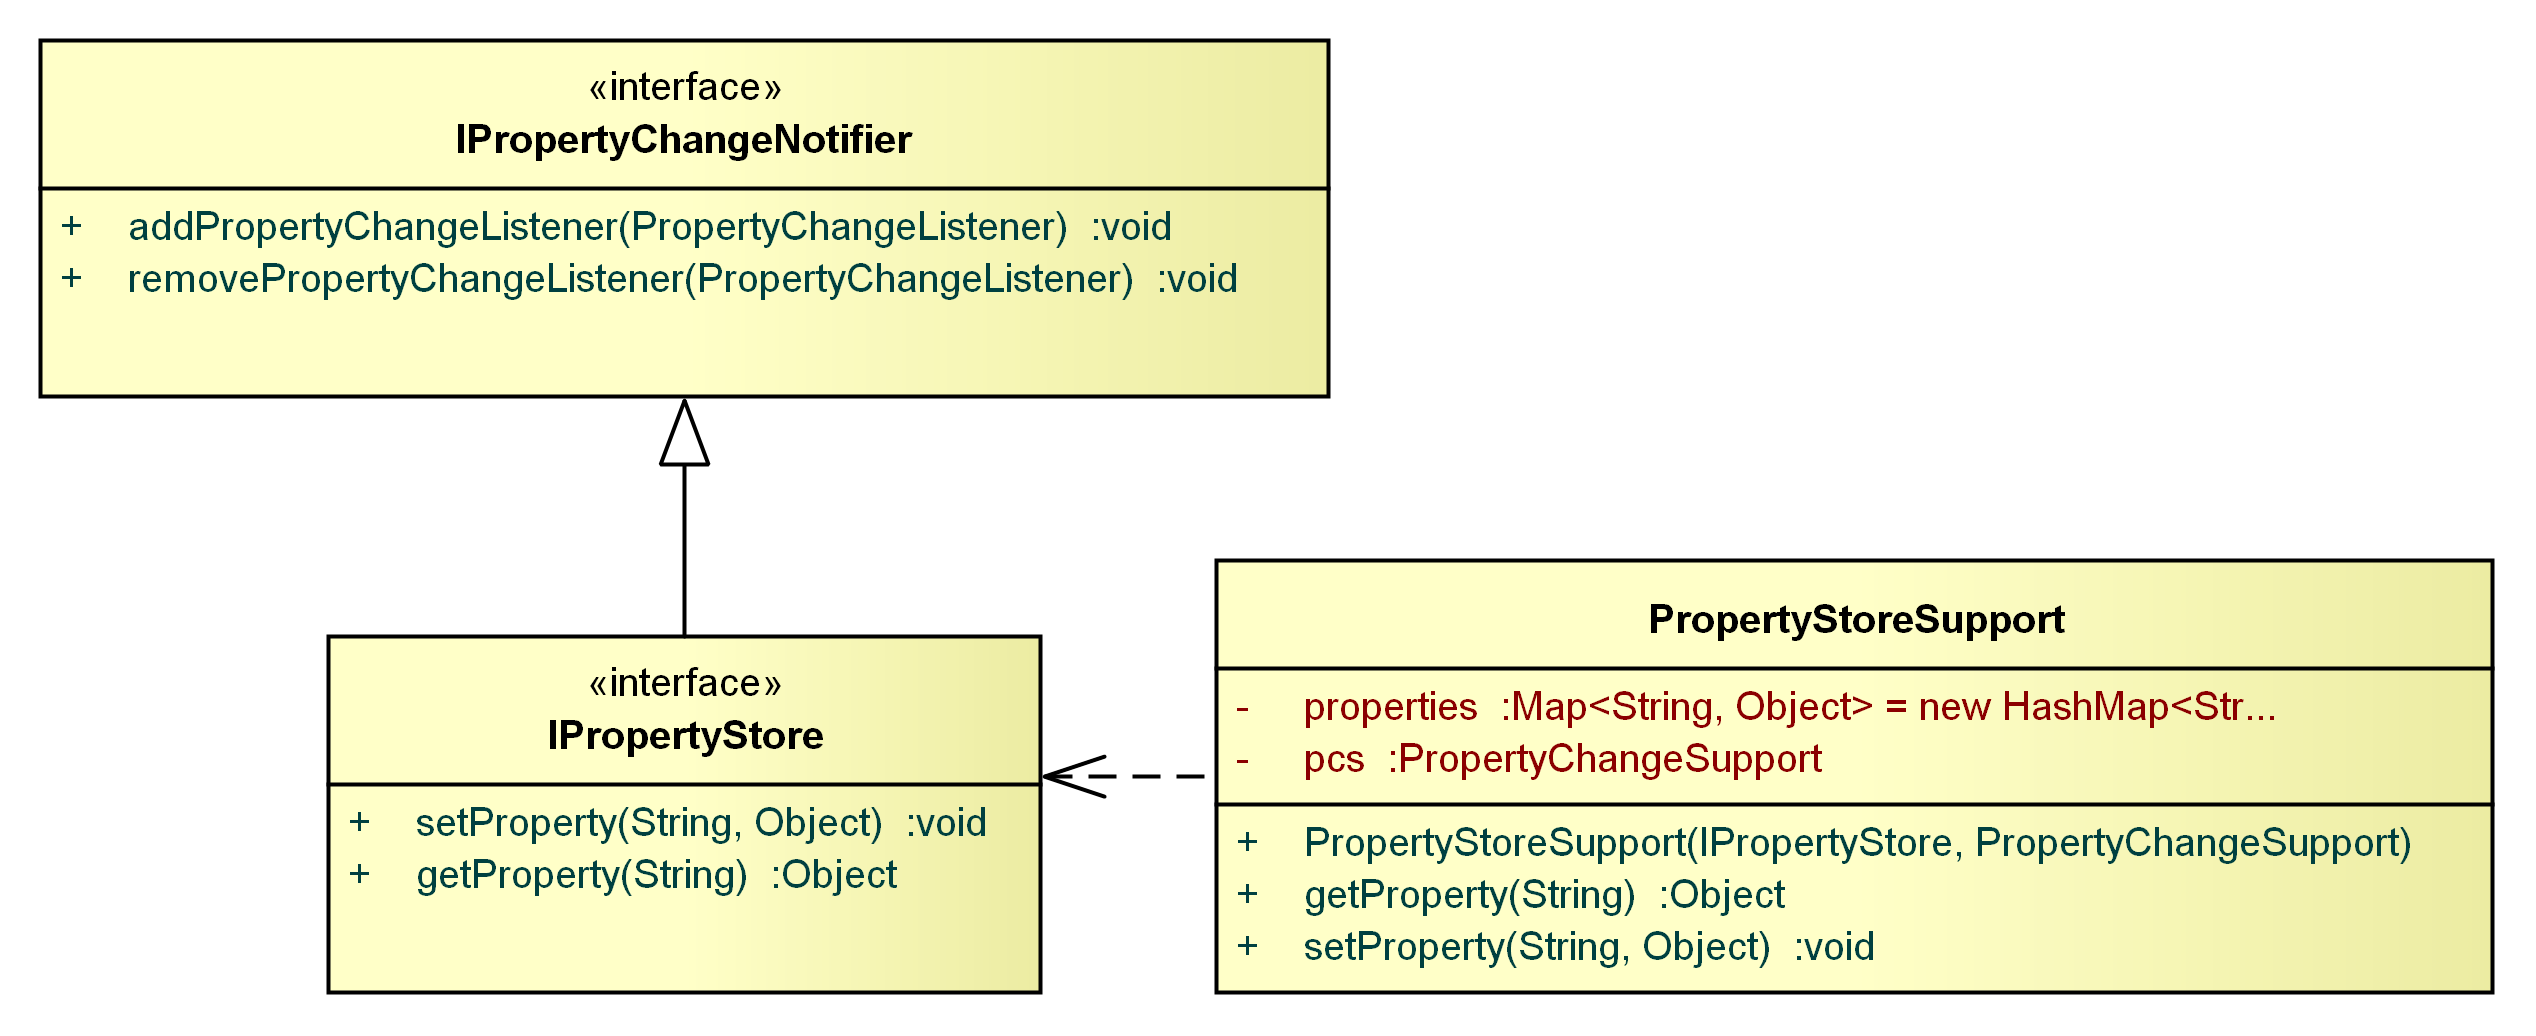 «interface»
IPropertyChangeNotifier
+ addPropertyChangeListener(PropertyChangeListener) :void
+ removePropertyChangeListener(PropertyChangeListener) :void
«interface»
IPropertyStore
+ setProperty(String, Object) :void
+ getProperty(String) :Object
PropertyStoreSupport
- properties :Map<String, Object> = new HashMap<Str...
- pcs :PropertyChangeSupport
+ PropertyStoreSupport(IPropertyStore, PropertyChangeSupport)
+ getProperty(String) :Object
+ setProperty(String, Object) :void